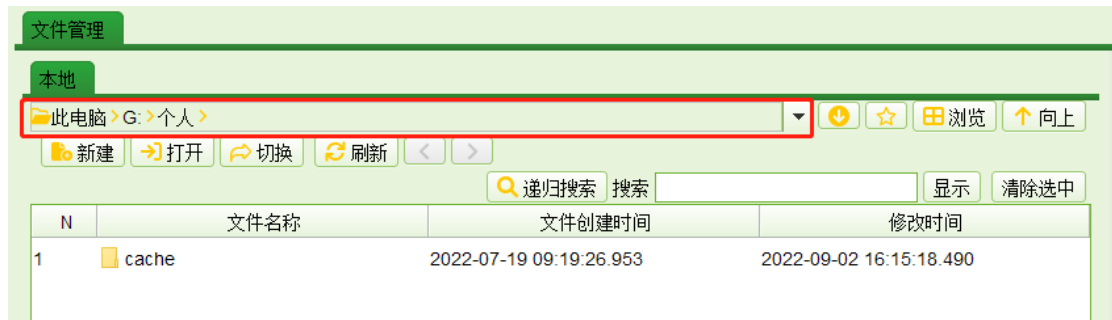 文件管理
本地
此电脑 > G: > 个人 > 浏览 向上
新建 打开 切换 刷新 < >
递归搜索 搜索 显示 清除选中
N 文件名称 文件创建时间 修改时间
1 cache 2022-07-19 09:19:26.953 2022-09-02 16:15:18.490